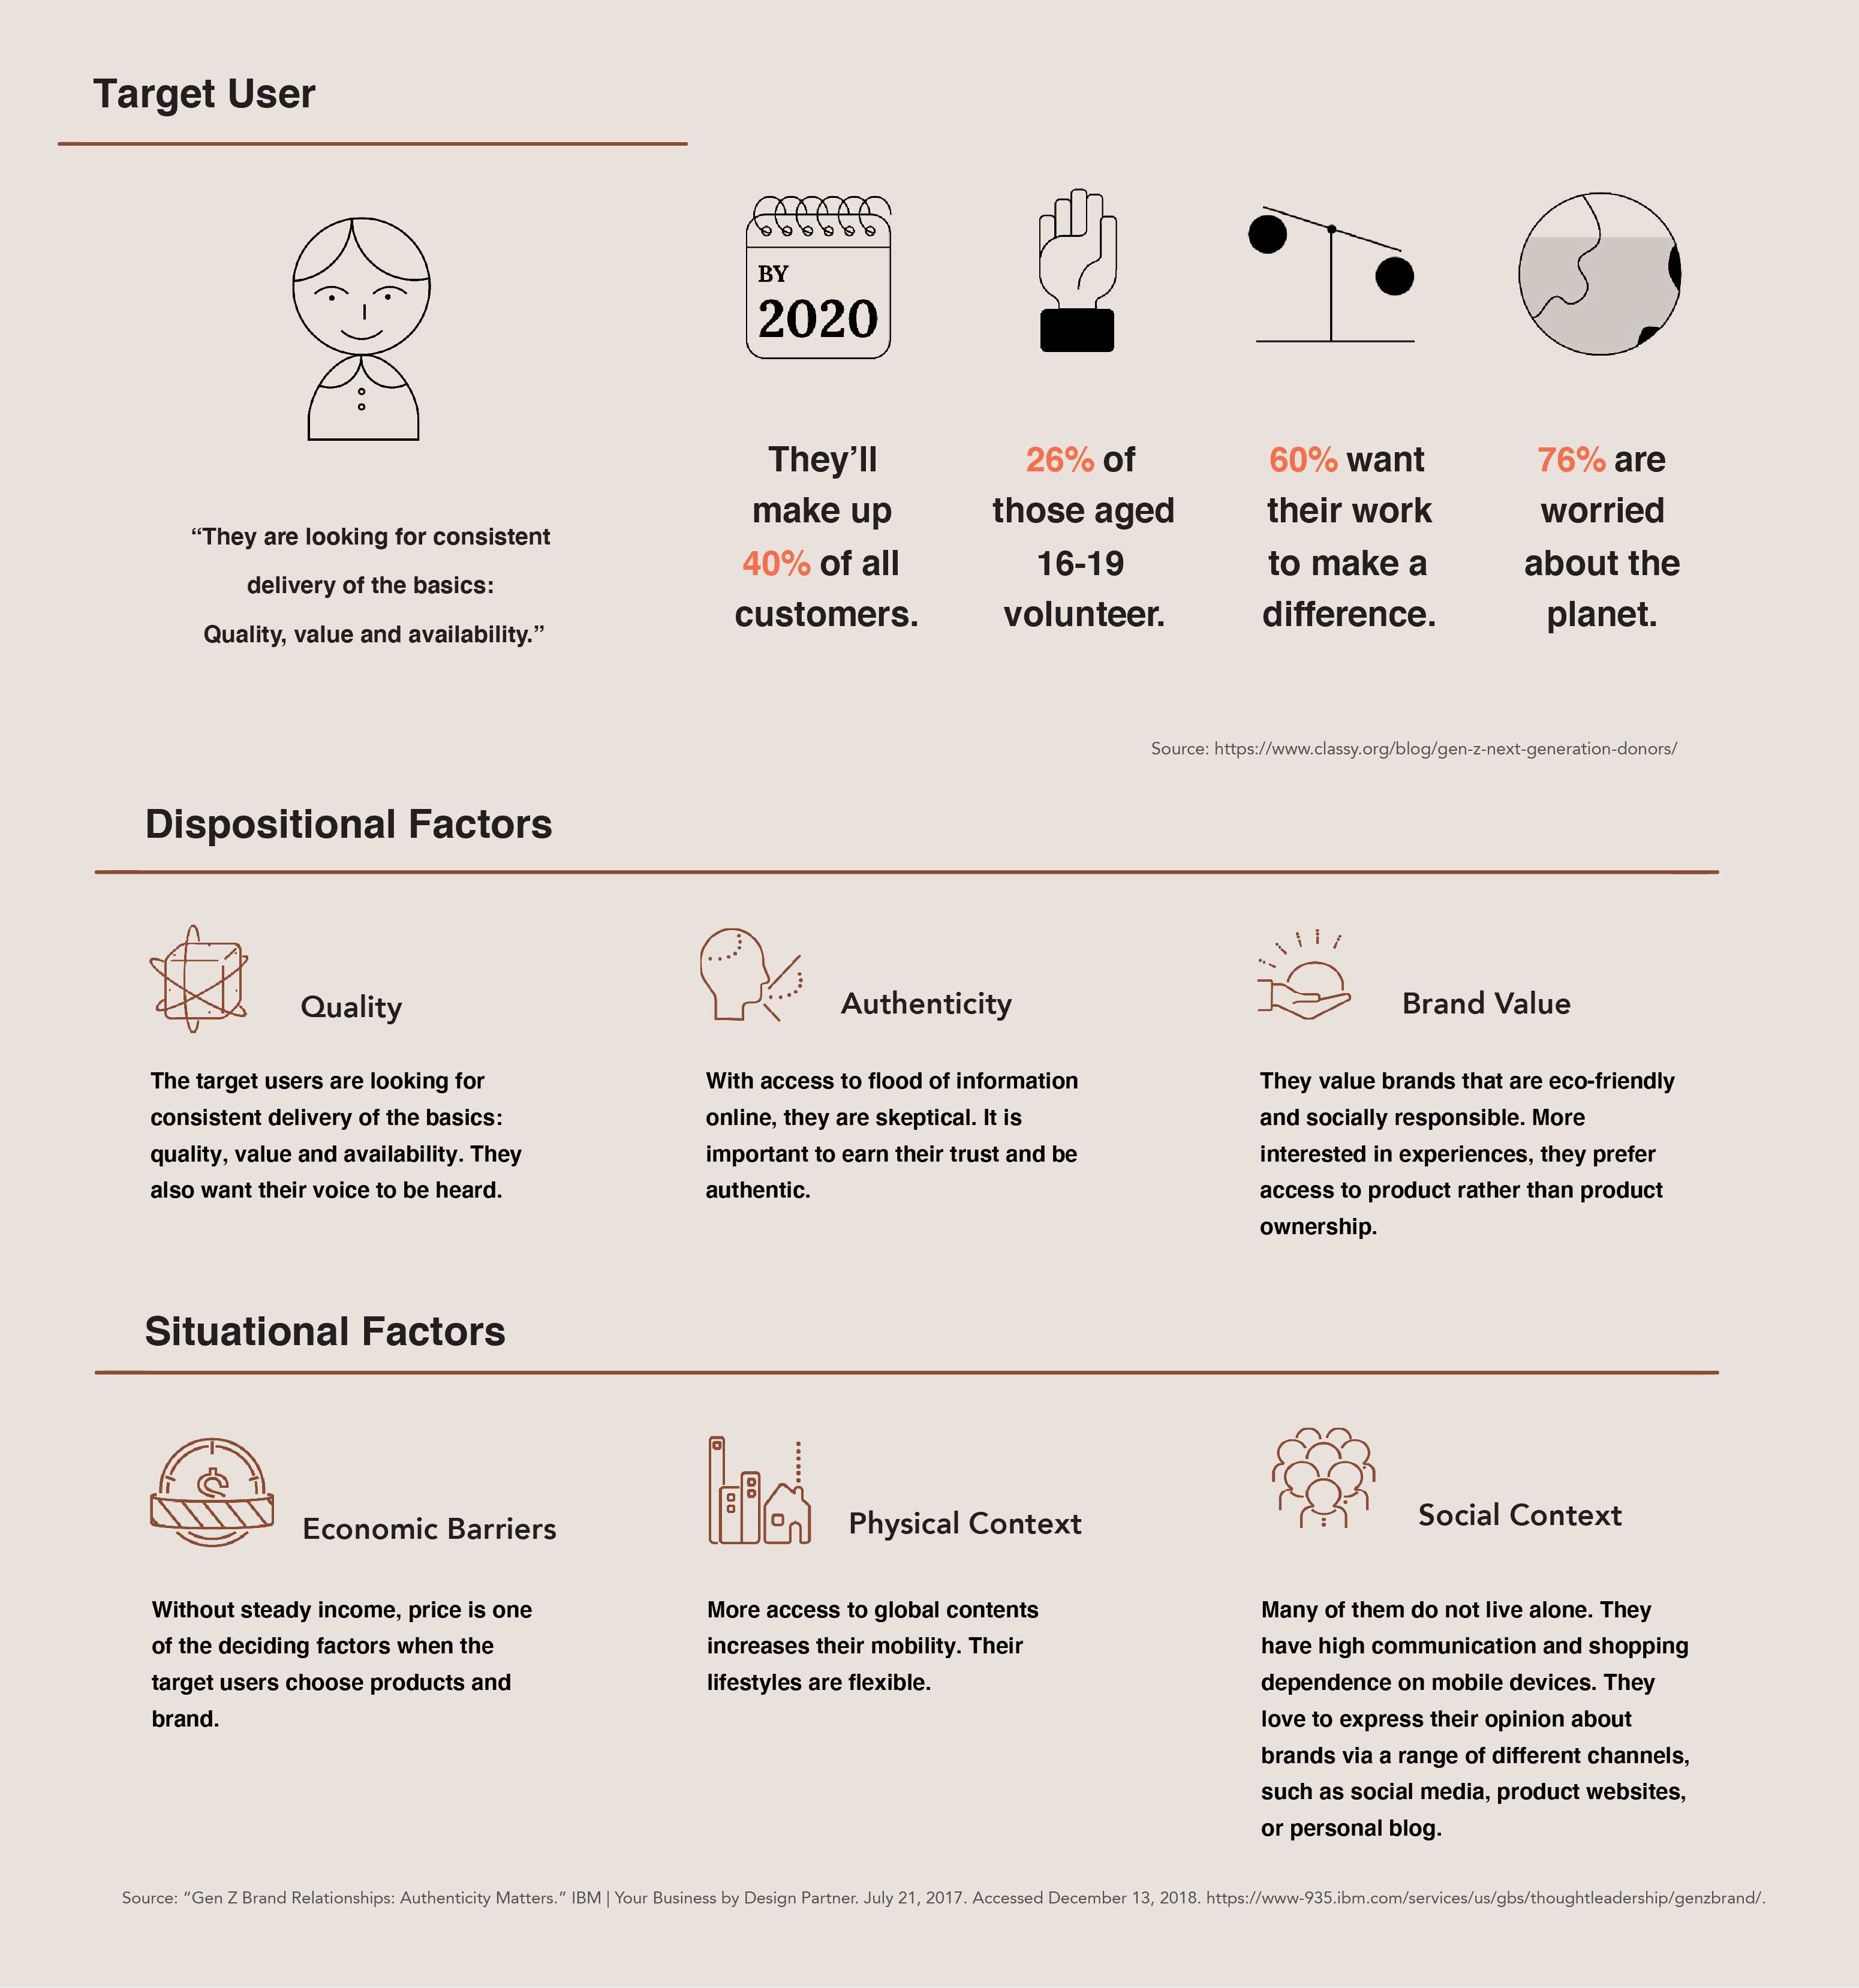 Target User
“They are looking for consistent
delivery of the basics:
Quality, value and availability.”
BY
2020
They’ll
make up
40% of all
customers.
26% of
those aged
16-19
volunteer.
60% want
their work
to make a
difference.
76% are
worried
about the
planet.
Source: https://www.classy.org/blog/gen-z-next-generation-donors/
Dispositional Factors
Quality
The target users are looking for
consistent delivery of the basics:
quality, value and availability. They
also want their voice to be heard.
Authenticity
With access to flood of information
online, they are skeptical. It is
important to earn their trust and be
authentic.
Brand Value
They value brands that are eco-friendly
and socially responsible. More
interested in experiences, they prefer
access to product rather than product
ownership.
Situational Factors
$
Economic Barriers
Without steady income, price is one
of the deciding factors when the
target users choose products and
brand.
Physical Context
More access to global contents
increases their mobility. Their
lifestyles are flexible.
Social Context
Many of them do not live alone. They
have high communication and shopping
dependence on mobile devices. They
love to express their opinion about
brands via a range of different channels,
such as social media, product websites,
or personal blog.
Source: “Gen Z Brand Relationships: Authenticity Matters.” IBM | Your Business by Design Partner. July 21, 2017. Accessed December 13, 2018. https://www-935.ibm.com/services/us/gbs/thoughtleadership/genzbrand/.